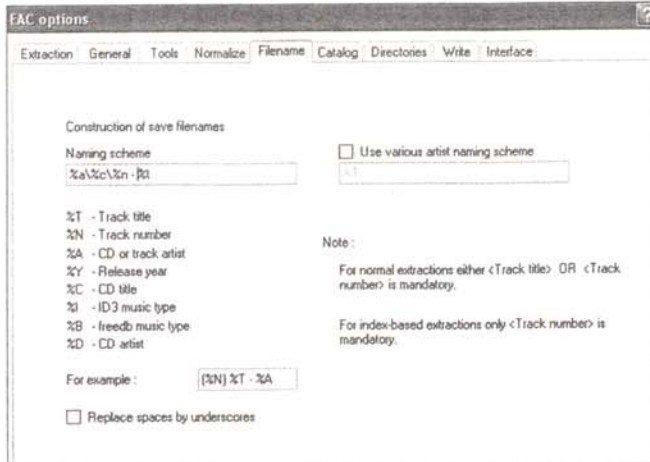 EAC options
Extraction General Tools Normalize Filename Catalog Directories Write Interface
Construction of save filenames
Naming scheme
%a\%c\%n - %t
Use various artist naming scheme
%T
%T - Track title
%N - Track number
%A - CD or track artist
%Y - Release year
%C - CD title
%I - ID3 music type
%B - freedb music type
%D - CD artist
Note :
For normal extractions either <Track title> OR <Track
number> is mandatory.
For index-based extractions only <Track number> is
mandatory.
For example :
(%N) %T - %A
Replace spaces by underscores